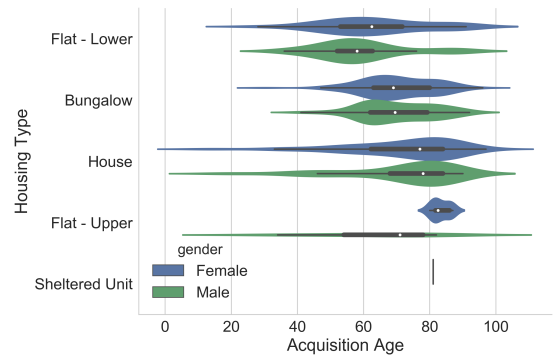 Flat - Lower
Bungalow
House
Flat - Upper
Sheltered Unit
Housing Type
gender
Female
Male
0 20 40 60 80 100
Acquisition Age